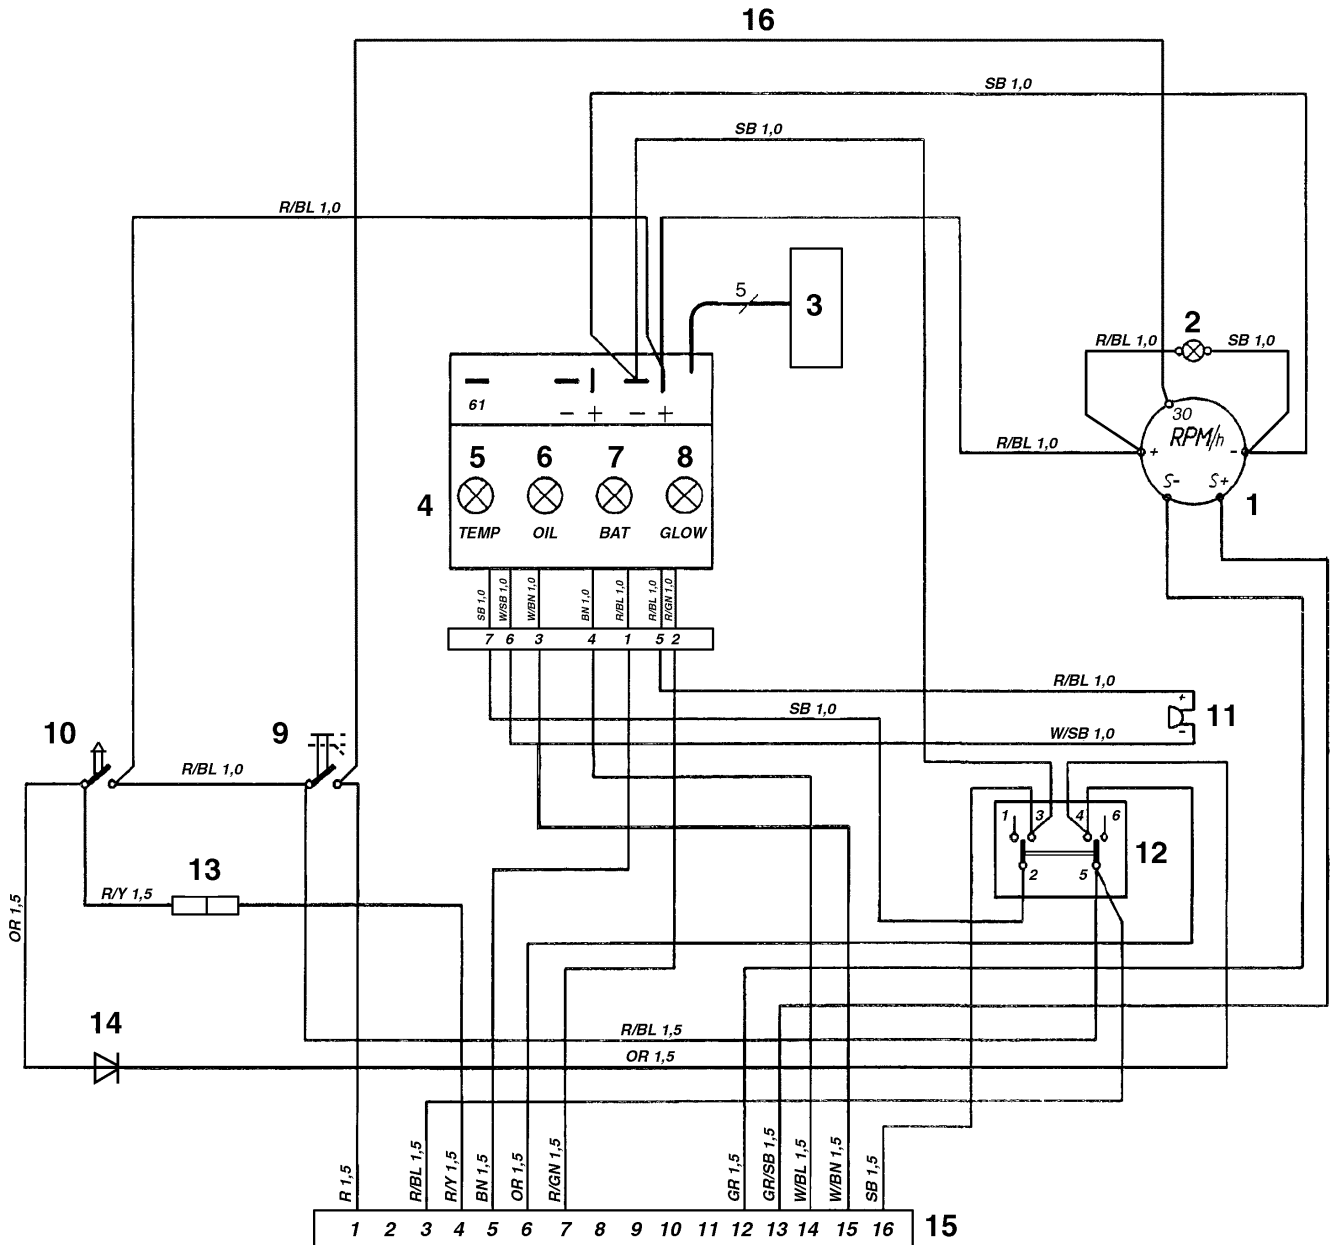 16
SB 1,0
SB 1,0
R/BL 1,0
5
3
2
R/BL 1,0
SB 1,0
61
- + - +
30
RPM/h
R/BL 1,0
+ -
S- S+
1
5 6 7 8
4
TEMP OIL BAT GLOW
SB 1,0
W/SB 1,0
W/BN 1,0
BN 1,0
R/BL 1,0
R/BL 1,0
R/GN 1,0
7 6 3 4 1 5 2
R/BL 1,0
+
11
-
SB 1,0
W/SB 1,0
10
9
R/BL 1,0
1 3 4 6
12
2 5
13
R/Y 1,5
OR 1,5
14
R/BL 1,5
OR 1,5
R 1,5
R/BL 1,5
R/Y 1,5
BN 1,5
OR 1,5
R/GN 1,5
GR 1,5
GR/SB 1,5
W/BL 1,5
W/BN 1,5
SB 1,5
1 2 3 4 5 6 7 8 9 10 11 12 13 14 15 16
15